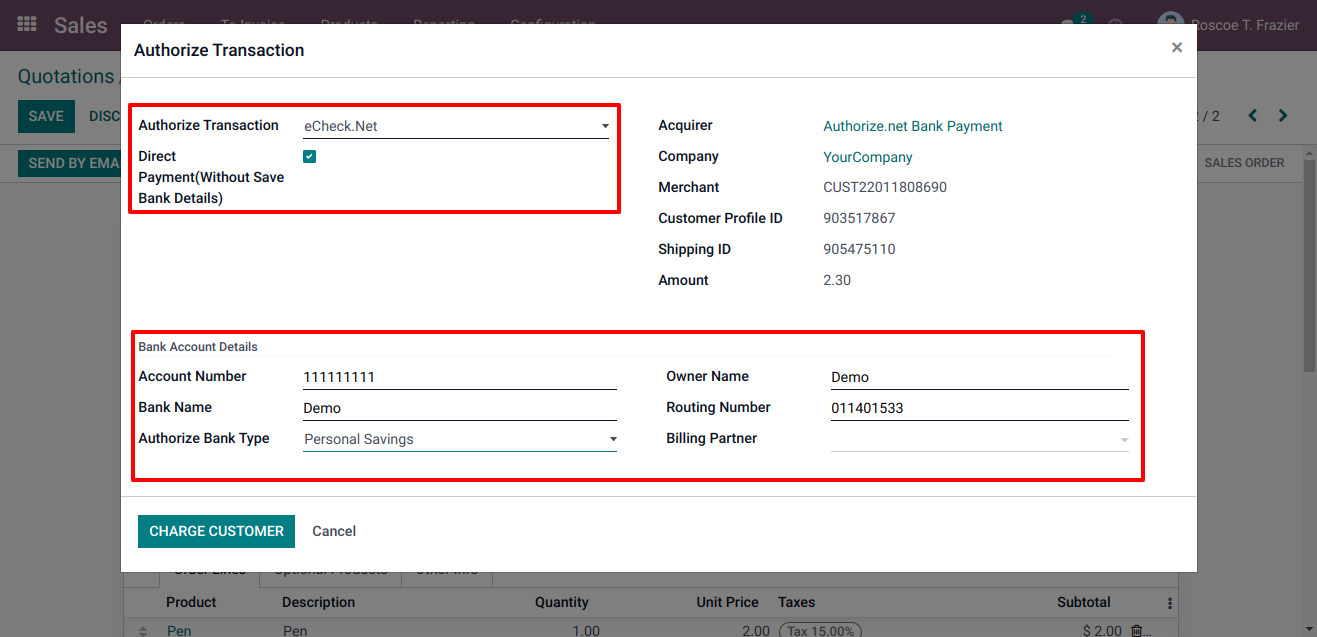 Sales Orders To Invoice Products Reporting Configuration 2 Roscoe T. Frazier
Authorize Transaction ×
Quotations /
SAVE DISC / 2
SEND BY EMA SALES ORDER
Authorize Transaction eCheck.Net
Direct
Payment(Without Save
Bank Details)
Acquirer Authorize.net Bank Payment
Company YourCompany
Merchant CUST22011808690
Customer Profile ID 903517867
Shipping ID 905475110
Amount 2.30
Bank Account Details
Account Number 111111111 Owner Name Demo
Bank Name Demo Routing Number 011401533
Authorize Bank Type Personal Savings Billing Partner
CHARGE CUSTOMER Cancel
Order Lines Optional Products Other Info
Product Description Quantity Unit Price Taxes Subtotal
Pen Pen 1.00 2.00 Tax 15.00% $ 2.00